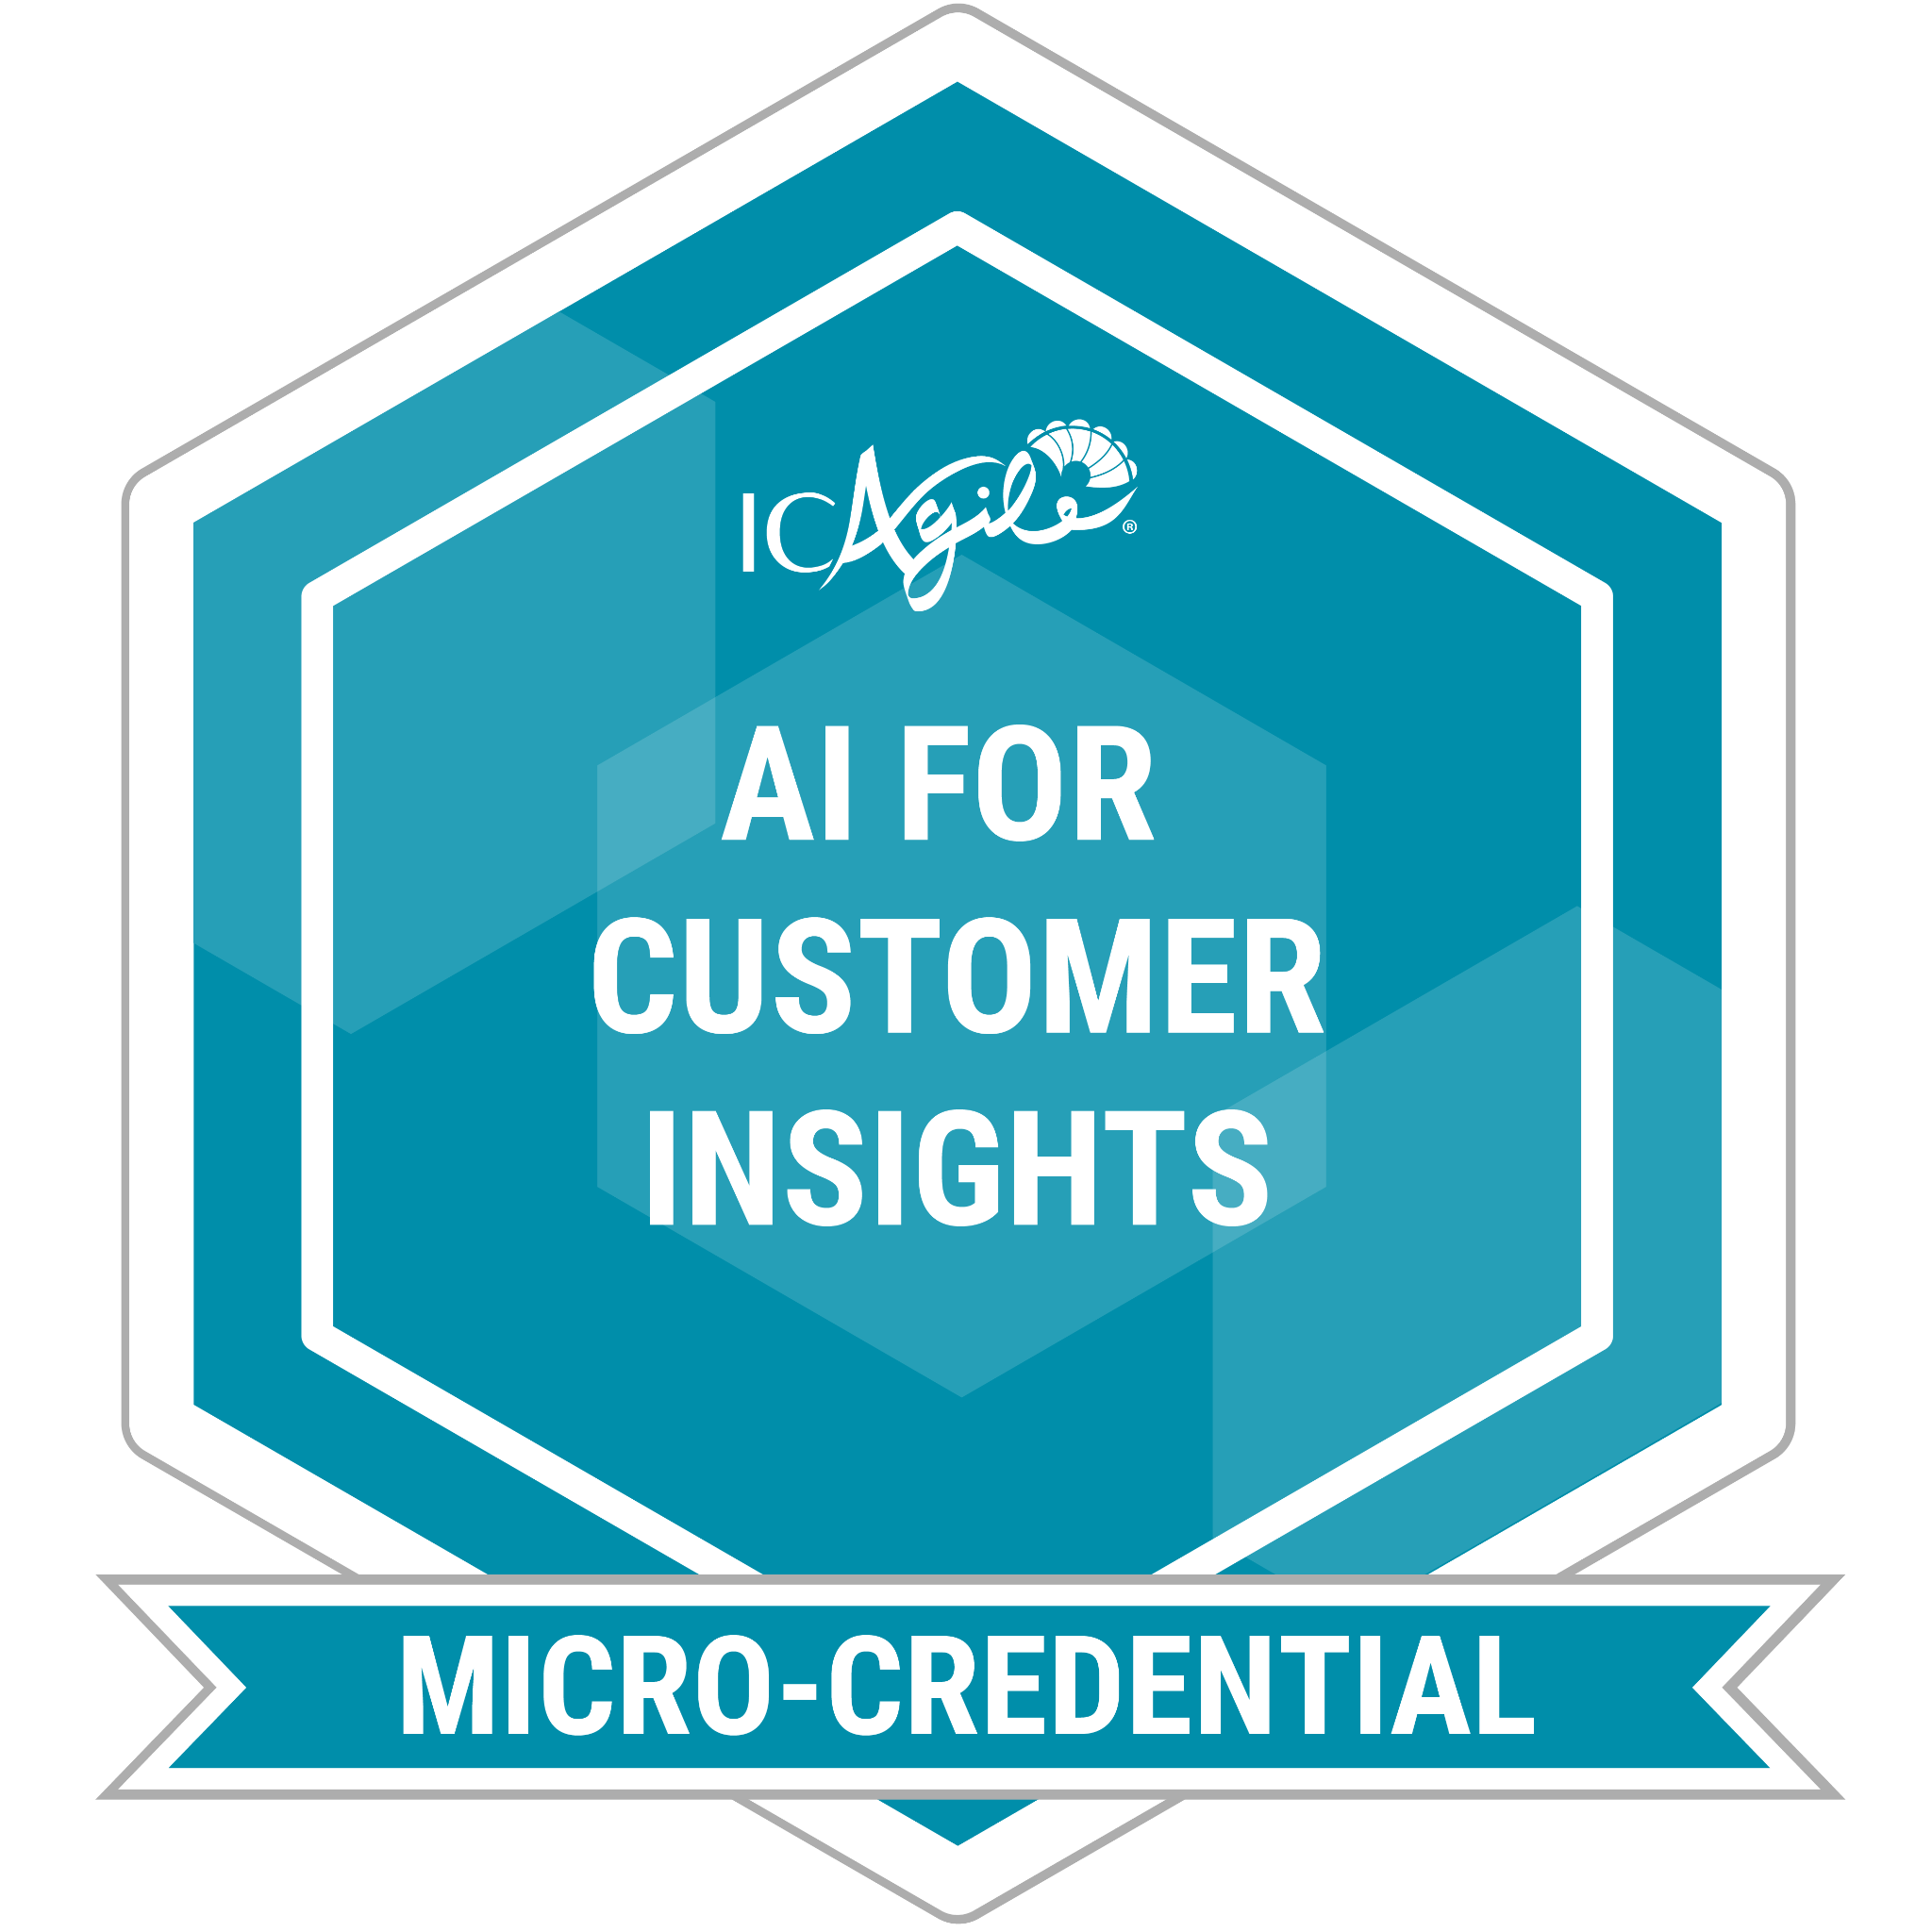 ICAgile®
AI FOR
CUSTOMER
INSIGHTS
MICRO-CREDENTIAL